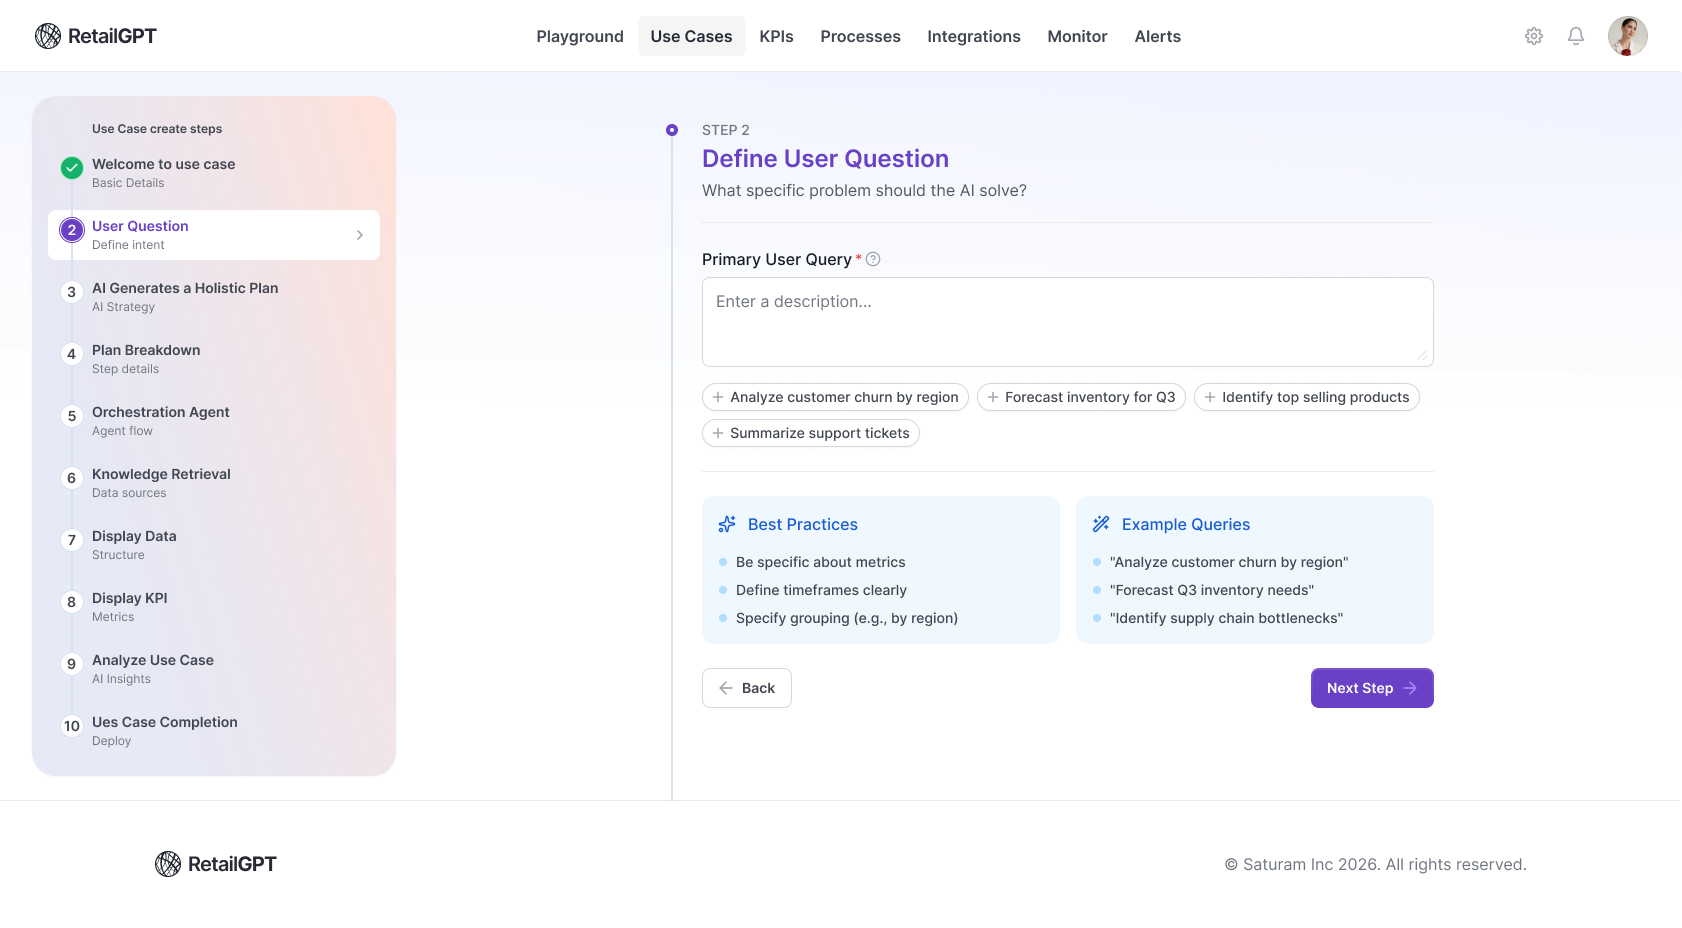 RetailGPT
Playground
Use Cases
KPIs
Processes
Integrations
Monitor
Alerts
Use Case create steps
Welcome to use case
Basic Details
2
User Question
Define intent
3
AI Generates a Holistic Plan
AI Strategy
4
Plan Breakdown
Step details
5
Orchestration Agent
Agent flow
6
Knowledge Retrieval
Data sources
7
Display Data
Structure
8
Display KPI
Metrics
9
Analyze Use Case
AI Insights
10
Ues Case Completion
Deploy
STEP 2
Define User Question
What specific problem should the AI solve?
Primary User Query *
Enter a description...
Analyze customer churn by region
Forecast inventory for Q3
Identify top selling products
Summarize support tickets
Best Practices
Be specific about metrics
Define timeframes clearly
Specify grouping (e.g., by region)
Example Queries
"Analyze customer churn by region"
"Forecast Q3 inventory needs"
"Identify supply chain bottlenecks"
Back
Next Step
RetailGPT
© Saturam Inc 2026. All rights reserved.